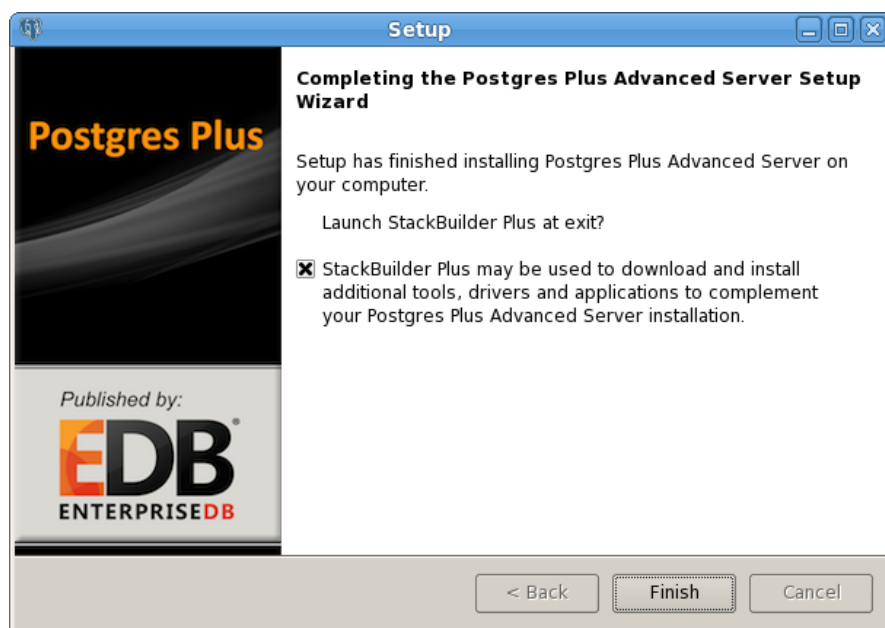 Setup
Postgres Plus
Completing the Postgres Plus Advanced Server Setup
Wizard
Setup has finished installing Postgres Plus Advanced Server on
your computer.
Launch StackBuilder Plus at exit?
StackBuilder Plus may be used to download and install
additional tools, drivers and applications to complement
your Postgres Plus Advanced Server installation.
Published by:
EDB®
ENTERPRISEDB
< Back
Finish
Cancel